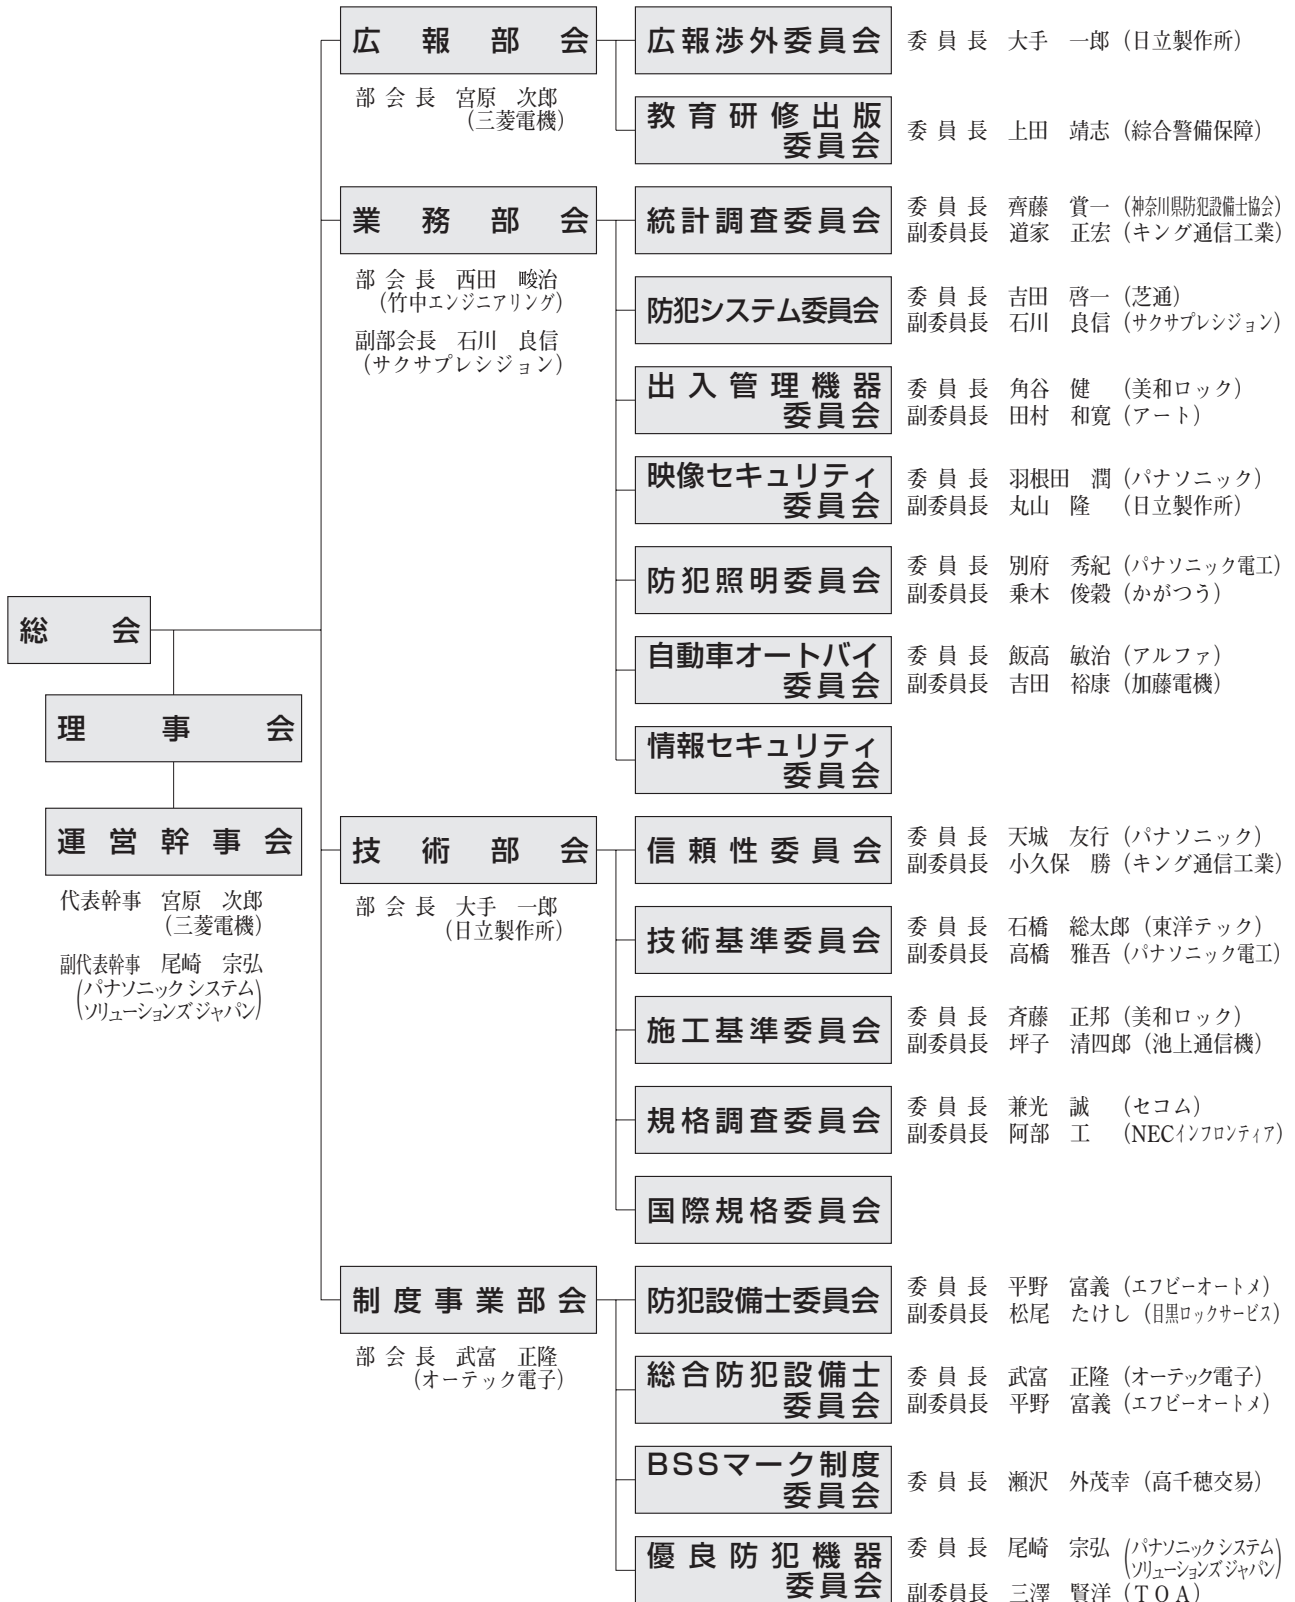 総会
理事会
運営幹事会
代表幹事 宮原 次郎
(三菱電機)
副代表幹事 尾崎 宗弘
(パナソニックシステム
ソリューションズジャパン)
広報部会
部会長 宮原 次郎
(三菱電機)
広報渉外委員会
委員長 大手 一郎 (日立製作所)
教育研修出版
委員会
委員長 上田 靖志 (綜合警備保障)
業務部会
部会長 西田 畯治
(竹中エンジニアリング)
副部会長 石川 良信
(サクサプレシジョン)
統計調査委員会
委員長 齊藤 賞一 (神奈川県防犯設備士協会)
副委員長 道家 正宏 (キング通信工業)
防犯システム委員会
委員長 吉田 啓一 (芝通)
副委員長 石川 良信 (サクサプレシジョン)
出入管理機器
委員会
委員長 角谷 健 (美和ロック)
副委員長 田村 和寛 (アート)
映像セキュリティ
委員会
委員長 羽根田 潤 (パナソニック)
副委員長 丸山 隆 (日立製作所)
防犯照明委員会
委員長 別府 秀紀 (パナソニック電工)
副委員長 乗木 俊穀 (かがつう)
自動車オートバイ
委員会
委員長 飯高 敏治 (アルファ)
副委員長 吉田 裕康 (加藤電機)
情報セキュリティ
委員会
技術部会
部会長 大手 一郎
(日立製作所)
信頼性委員会
委員長 天城 友行 (パナソニック)
副委員長 小久保 勝 (キング通信工業)
技術基準委員会
委員長 石橋 総太郎 (東洋テック)
副委員長 高橋 雅吾 (パナソニック電工)
施工基準委員会
委員長 斉藤 正邦 (美和ロック)
副委員長 坪子 清四郎 (池上通信機)
規格調査委員会
委員長 兼光 誠 (セコム)
副委員長 阿部 工 (NECインフロンティア)
国際規格委員会
制度事業部会
部会長 武富 正隆
(オーテック電子)
防犯設備士委員会
委員長 平野 富義 (エフビーオートメ)
副委員長 松尾 たけし (目黒ロックサービス)
総合防犯設備士
委員会
委員長 武富 正隆 (オーテック電子)
副委員長 平野 富義 (エフビーオートメ)
BSSマーク制度
委員会
委員長 瀬沢 外茂幸 (高千穂交易)
優良防犯機器
委員会
委員長 尾崎 宗弘 (パナソニックシステム
ソリューションズジャパン)
副委員長 三澤 賢洋 (TOA)